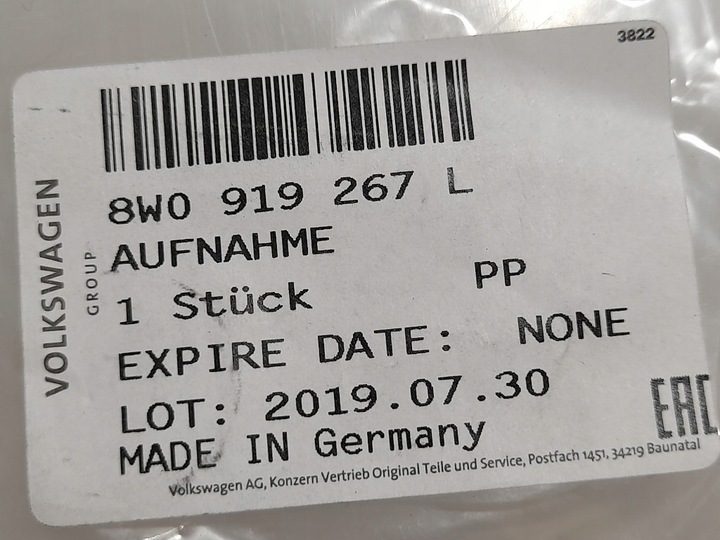 3822
VOLKSWAGEN
GROUP
8W0 919 267 L
AUFNAHME
1 Stück PP
EXPIRE DATE: NONE
LOT: 2019.07.30
MADE IN Germany
EAC
Volkswagen AG, Konzern Vertrieb Original Teile und Service, Postfach 1451, 34219 Baunatal